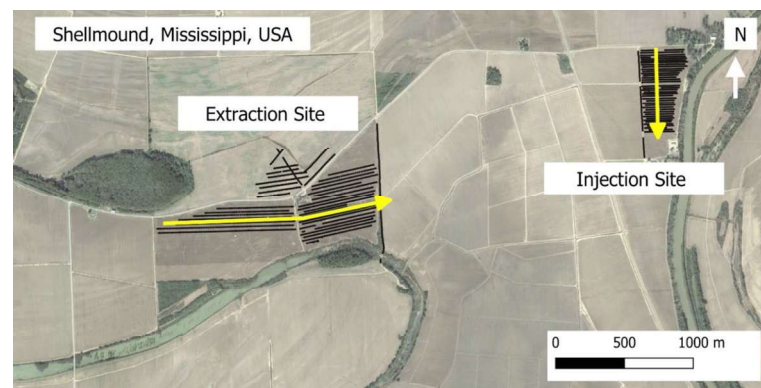 Shellmound, Mississippi, USA
N
Extraction Site
Injection Site
0 500 1000 m